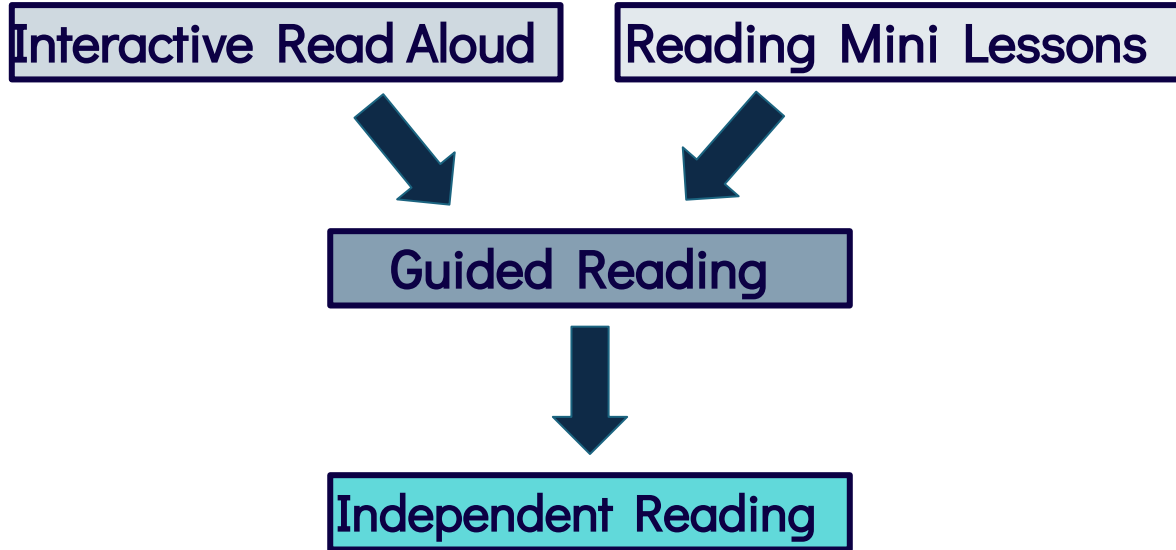 Interactive Read Aloud
Reading Mini Lessons
Guided Reading
Independent Reading